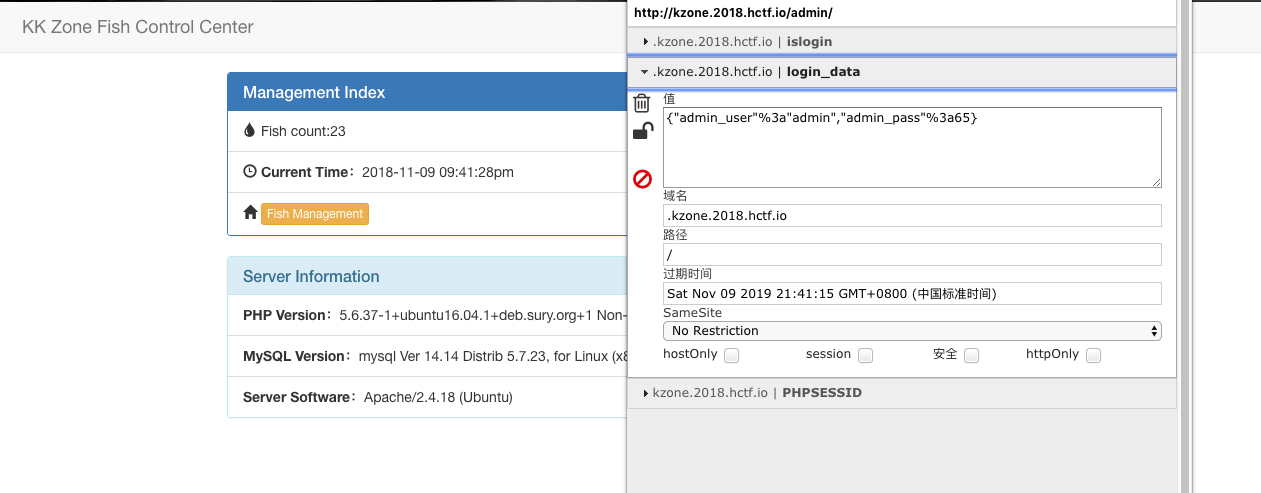 KK Zone Fish Control Center
Management Index
Fish count:23
Current Time：2018-11-09 09:41:28pm
Fish Management
Server Information
PHP Version：5.6.37-1+ubuntu16.04.1+deb.sury.org+1 Non-
MySQL Version：mysql Ver 14.14 Distrib 5.7.23, for Linux (x8
Server Software：Apache/2.4.18 (Ubuntu)
http://kzone.2018.hctf.io/admin/
.kzone.2018.hctf.io | islogin
.kzone.2018.hctf.io | login_data
值
{"admin_user"%3a"admin","admin_pass"%3a65}
域名
.kzone.2018.hctf.io
路径
/
过期时间
Sat Nov 09 2019 21:41:15 GMT+0800 (中国标准时间)
SameSite
No Restriction
hostOnly session 安全 httpOnly
kzone.2018.hctf.io | PHPSESSID